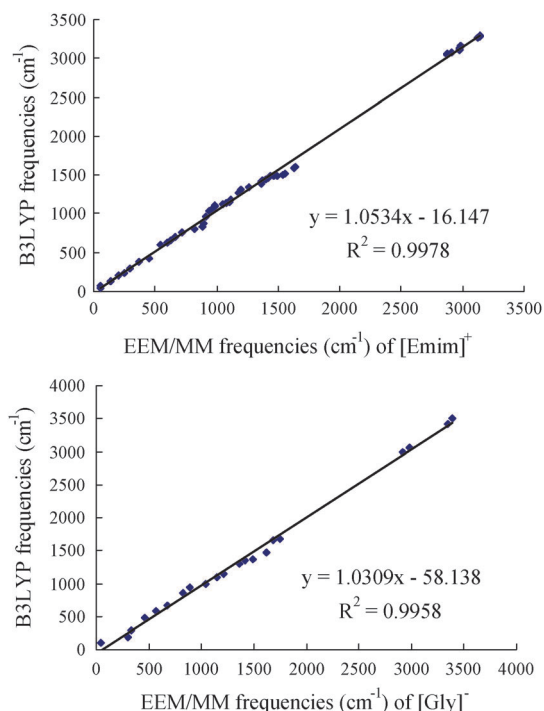 3500
3000
2500
2000
1500
1000
500
0
B3LYP frequencies (cm⁻¹)
y = 1.0534x - 16.147
R² = 0.9978
0 500 1000 1500 2000 2500 3000 3500
EEM/MM frequencies (cm⁻¹) of [Emim]⁺
4000
3500
3000
2500
2000
1500
1000
500
0
B3LYP frequencies (cm⁻¹)
y = 1.0309x - 58.138
R² = 0.9958
0 500 1000 1500 2000 2500 3000 3500 4000
EEM/MM frequencies (cm⁻¹) of [Gly]⁻